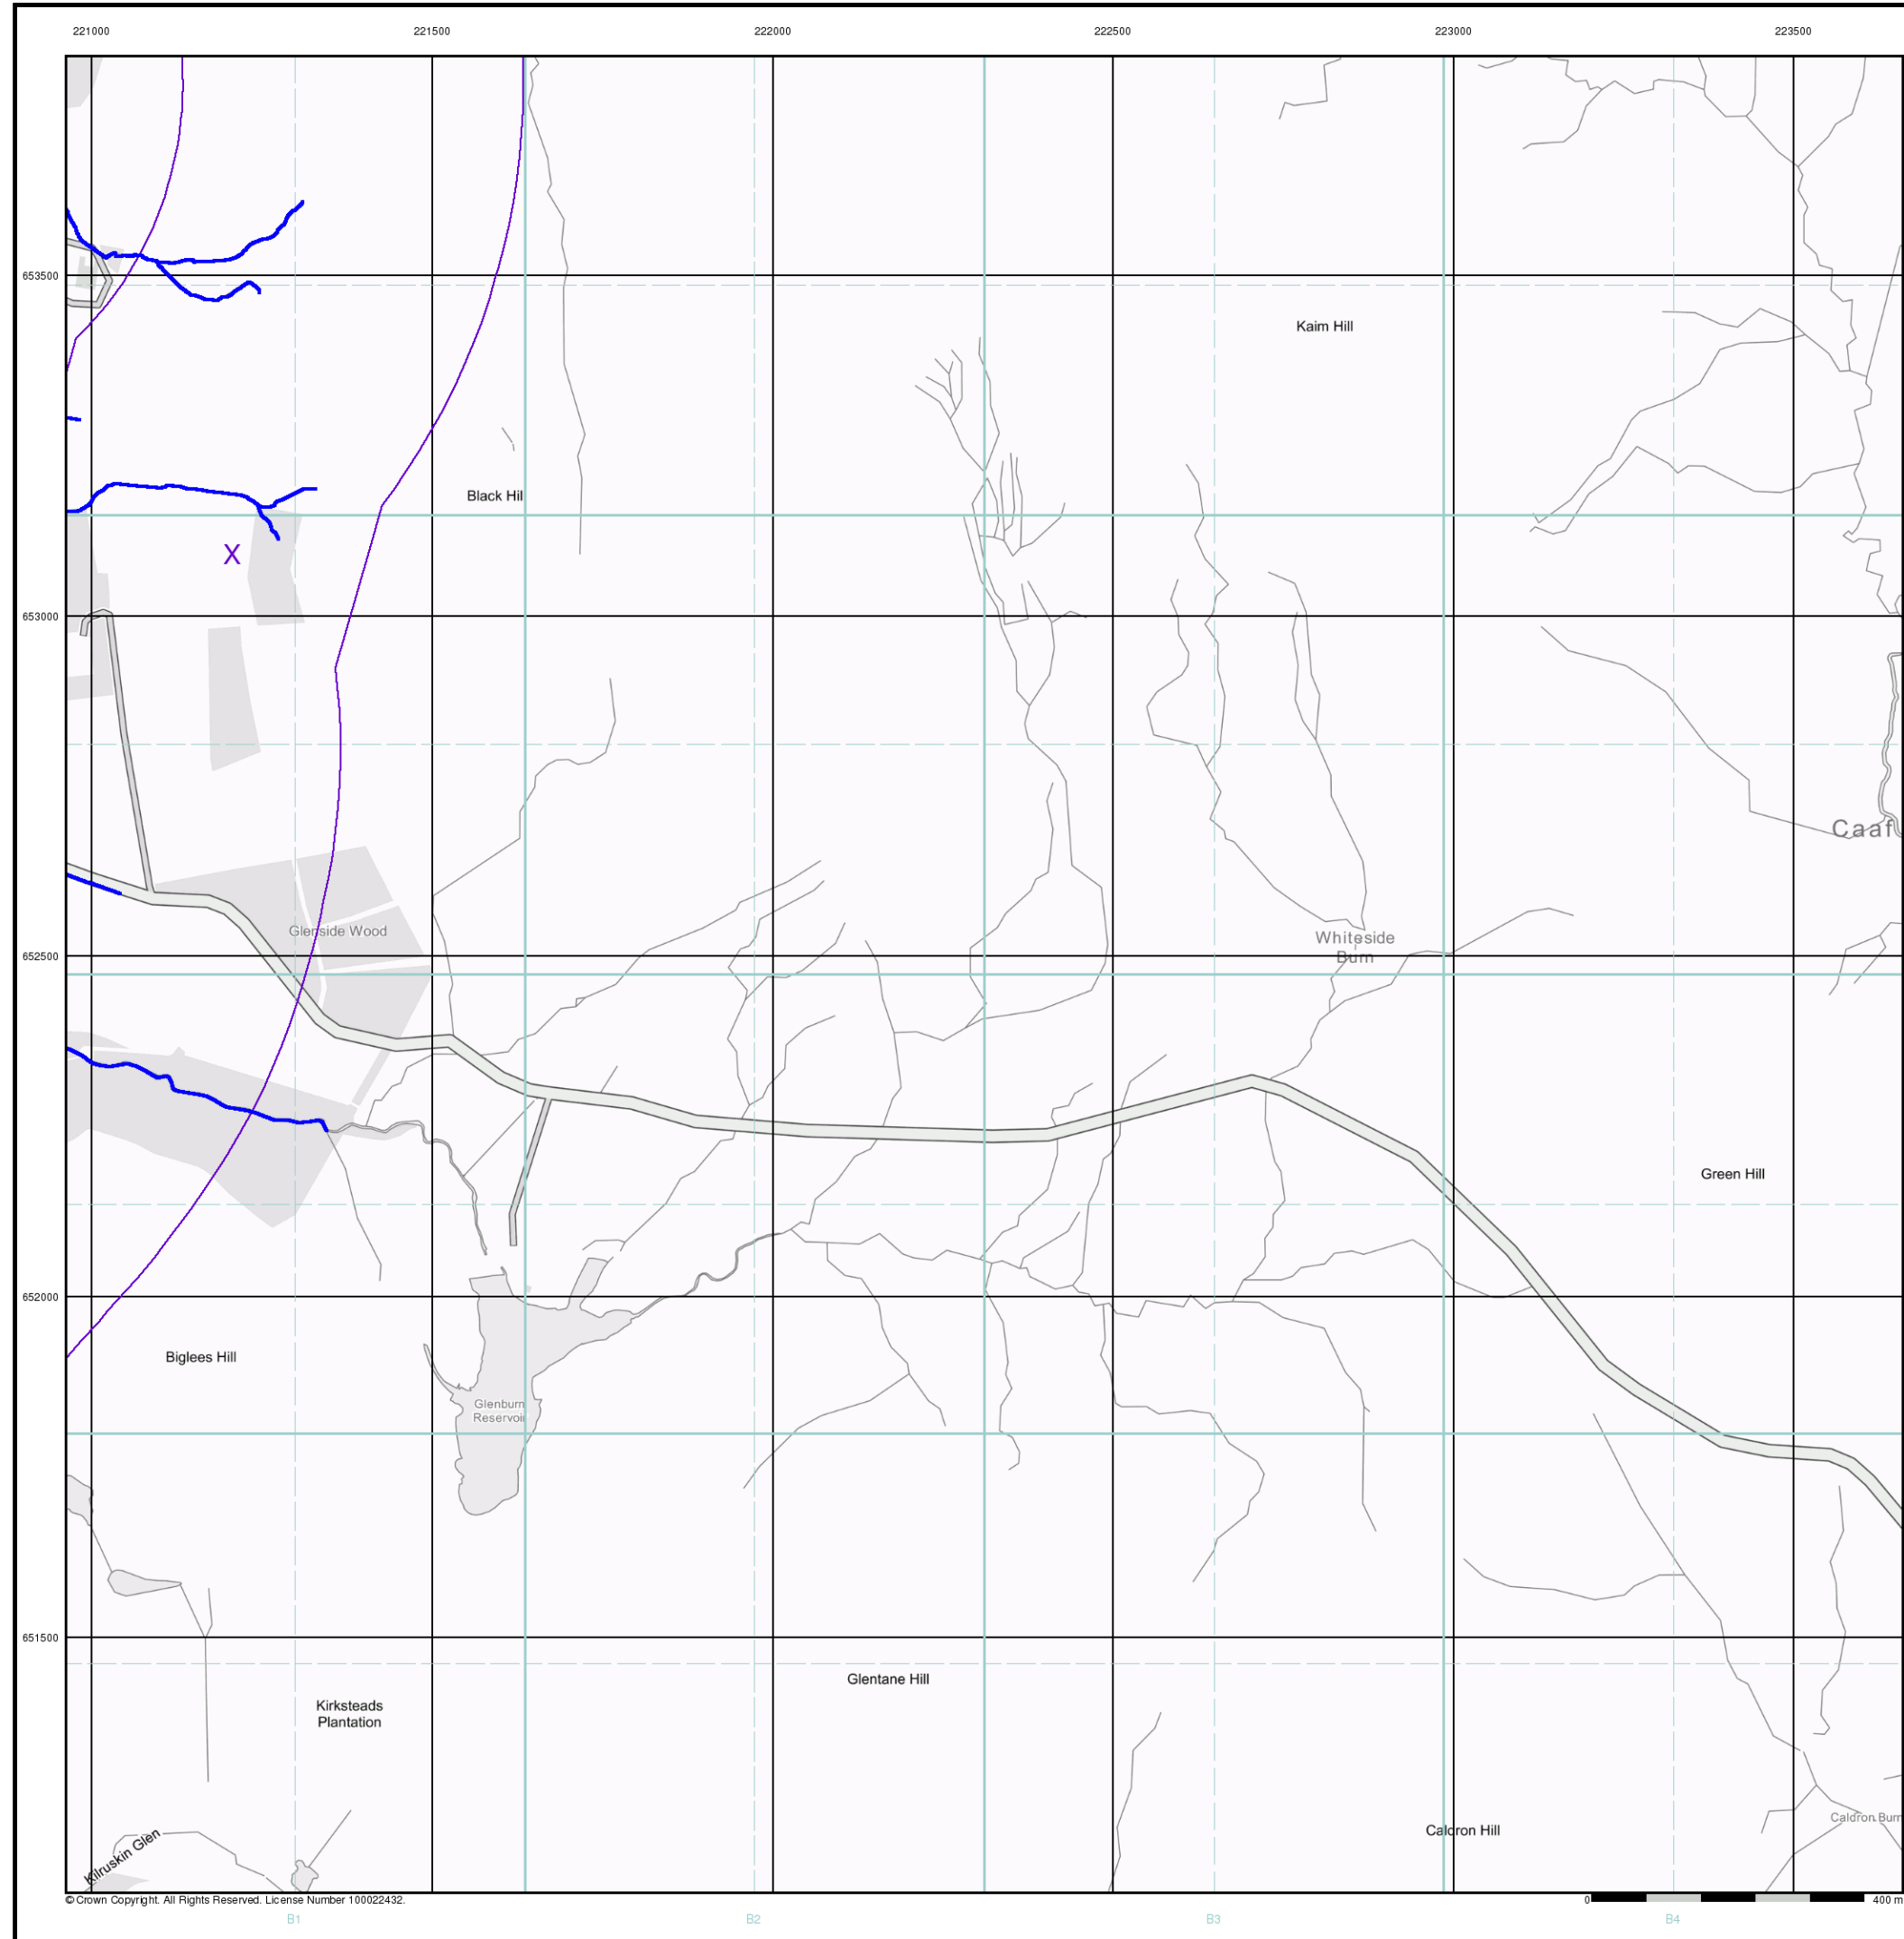 221000 221500 222000 222500 223000 223500
653500
Kaim Hill
Black Hil
X
653000
Caaf
Glenside Wood
Whiteside
Burn
652500
Green Hill
652000
Biglees Hill
Glenburn
Reservoir
651500
Glentane Hill
Kirksteads
Plantation
Caldron Burn
Caldron Hill
Kilruskin Glen
© Crown Copyright. All Rights Reserved. License Number 100022432.
0 400 m
B1 B2 B3 B4